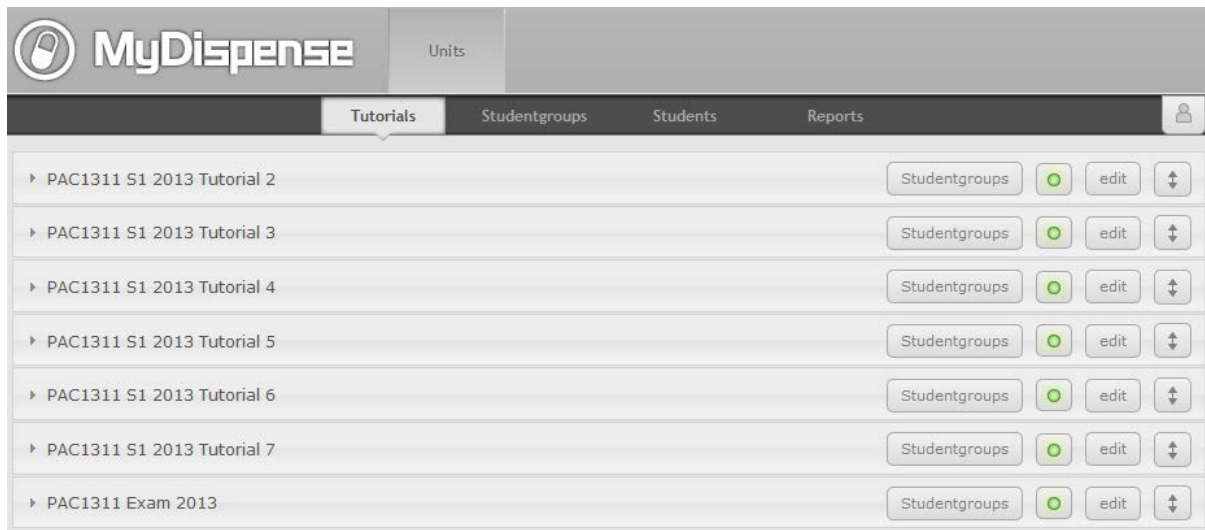 MyDispense Units
Tutorials Studentgroups Students Reports
PAC1311 S1 2013 Tutorial 2 Studentgroups edit
PAC1311 S1 2013 Tutorial 3 Studentgroups edit
PAC1311 S1 2013 Tutorial 4 Studentgroups edit
PAC1311 S1 2013 Tutorial 5 Studentgroups edit
PAC1311 S1 2013 Tutorial 6 Studentgroups edit
PAC1311 S1 2013 Tutorial 7 Studentgroups edit
PAC1311 Exam 2013 Studentgroups edit